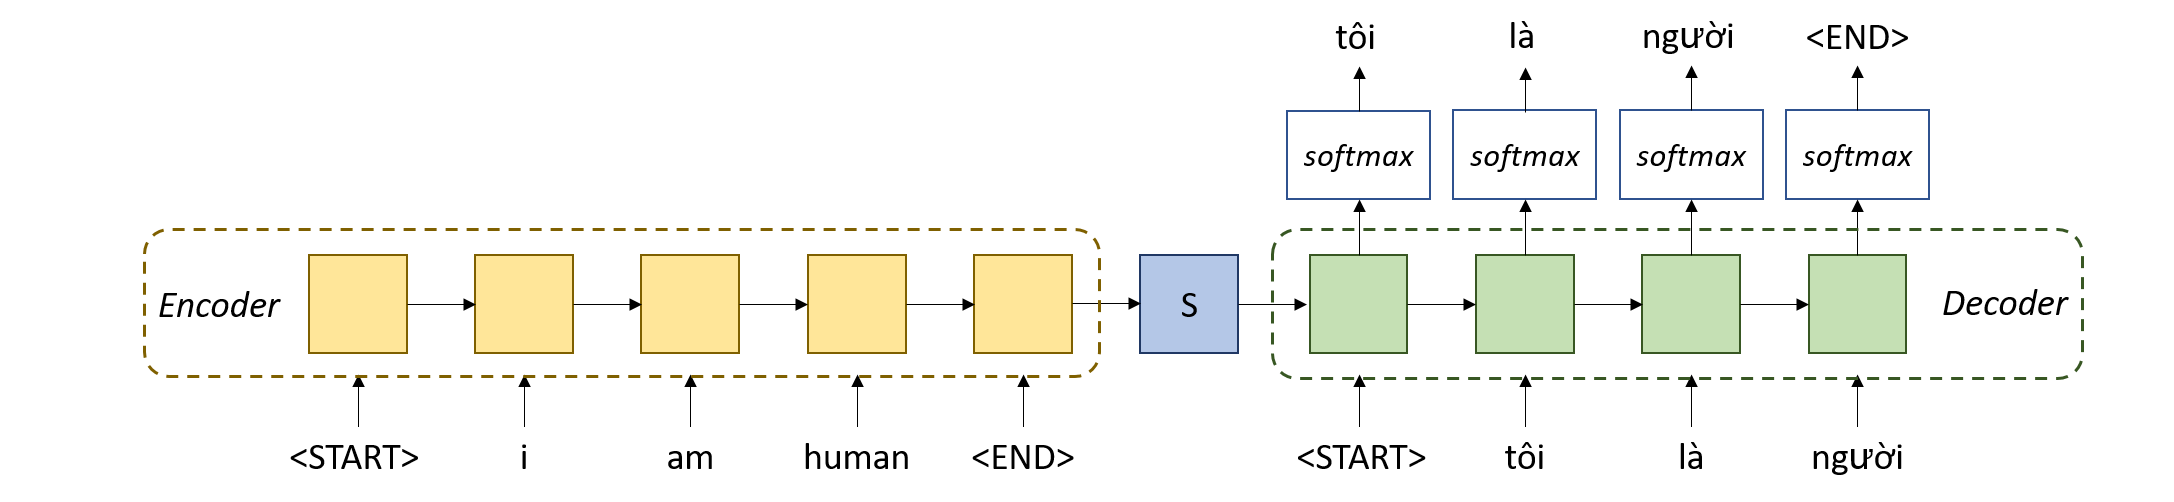 tôi là người <END>
softmax softmax softmax softmax
Encoder S Decoder
<START> i am human <END> <START> tôi là người